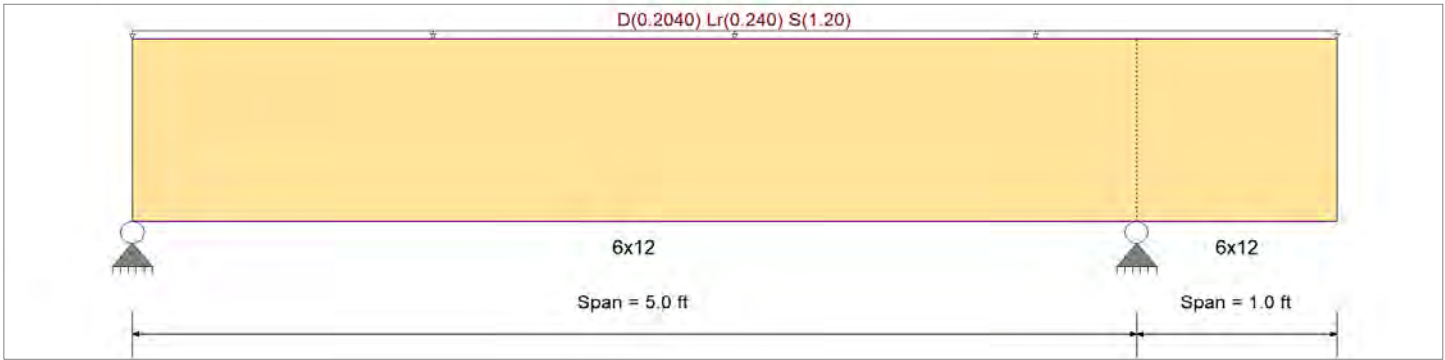 D(0.2040) Lr(0.240) S(1.20)
6x12 6x12
Span = 5.0 ft Span = 1.0 ft